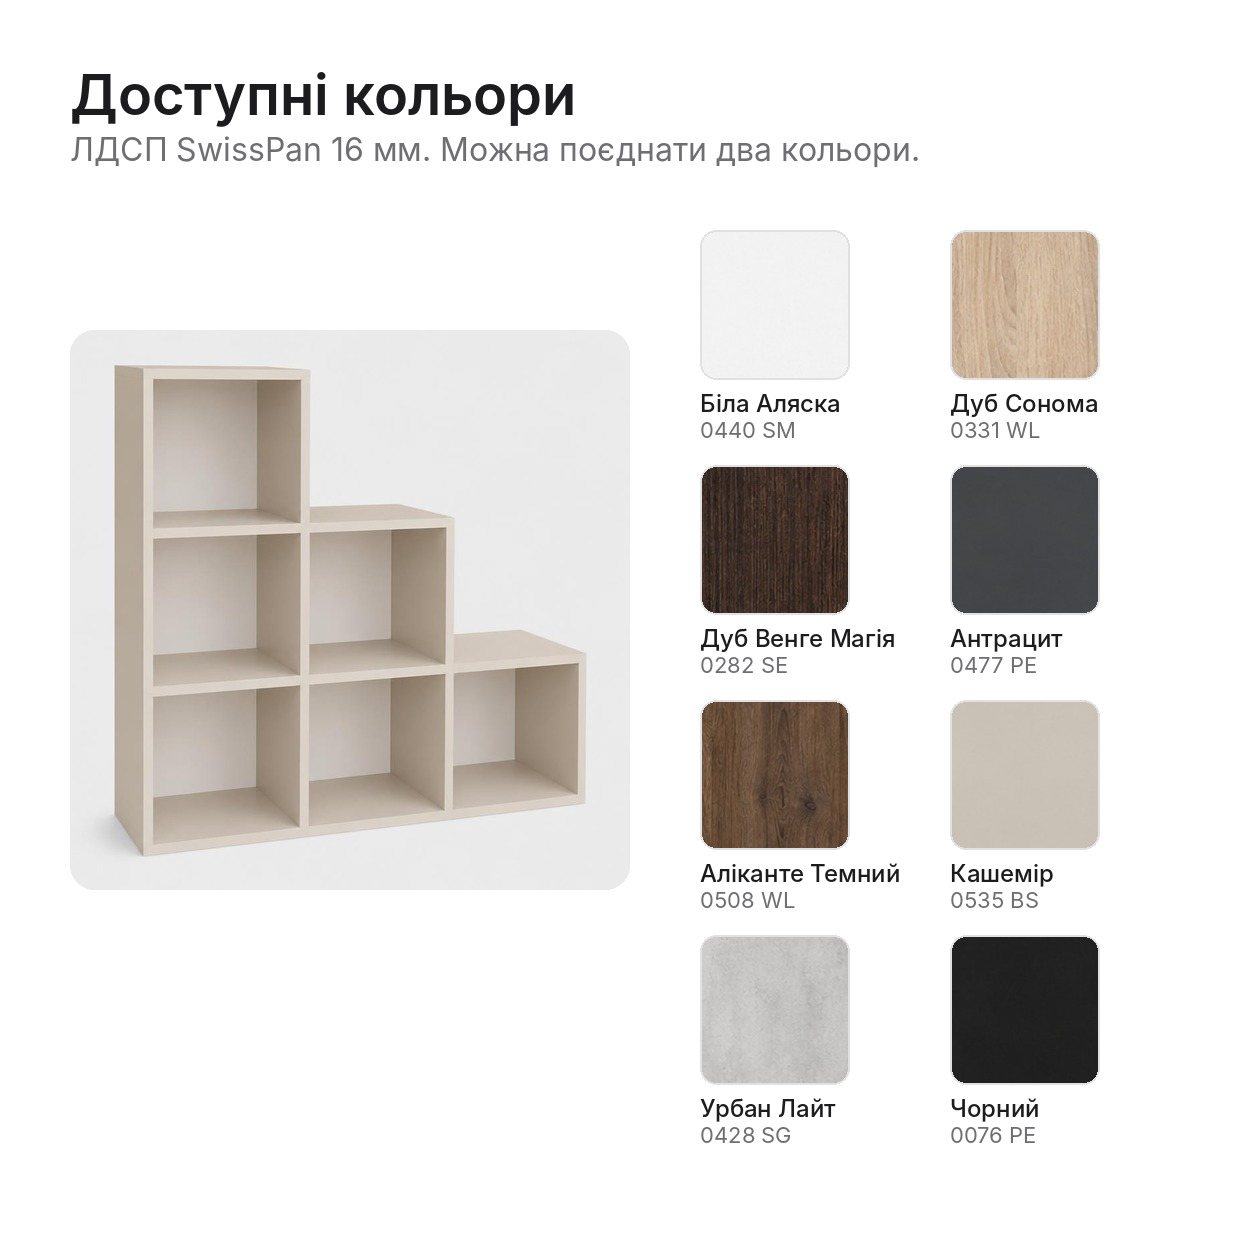 Доступні кольори
ЛДСП SwissPan 16 мм. Можна поєднати два кольори.
Біла Аляска
0440 SM
Дуб Сонома
0331 WL
Дуб Венге Магія
0282 SE
Антрацит
0477 PE
Аліканте Темний
0508 WL
Кашемір
0535 BS
Урбан Лайт
0428 SG
Чорний
0076 PE